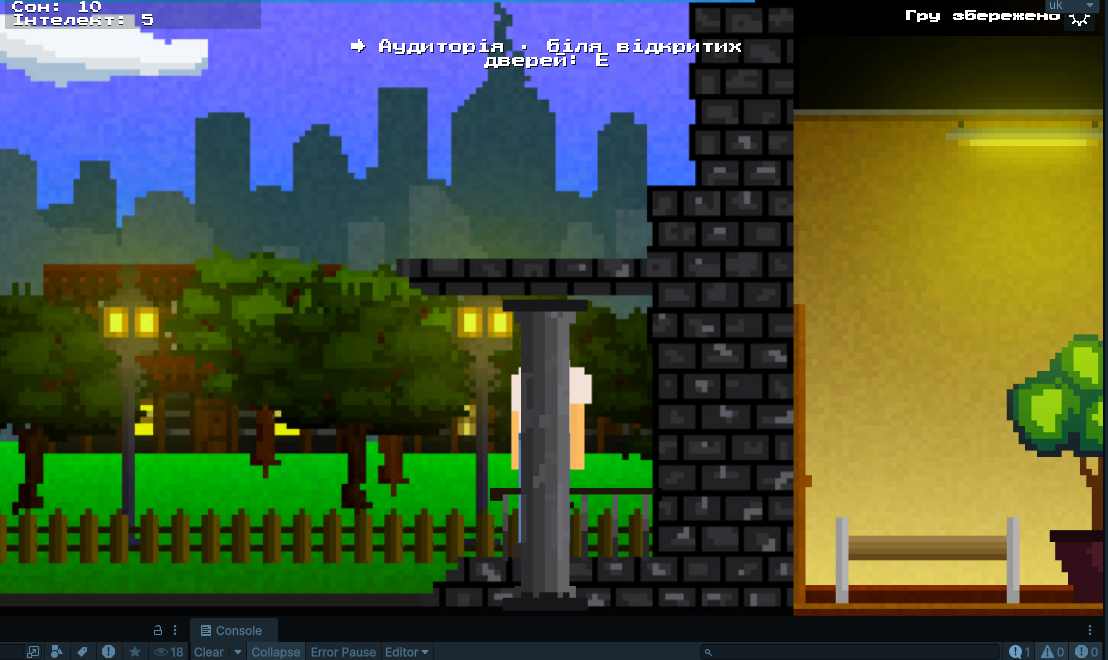 Сон: 10
Інтелект: 5
uk
Гру збережено
→ Аудиторія · біля відкритих
дверей: E
Console
18
Clear
Collapse
Error Pause
Editor
1
0
0